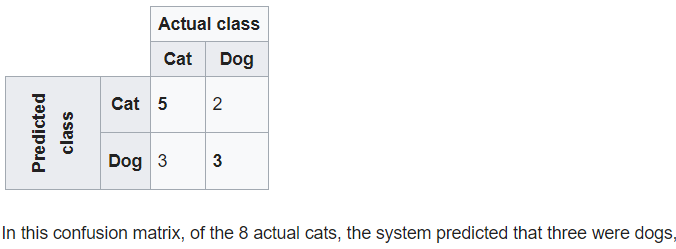 Actual class
Cat Dog
Predicted class
Cat 5 2
Dog 3 3
In this confusion matrix, of the 8 actual cats, the system predicted that three were dogs,